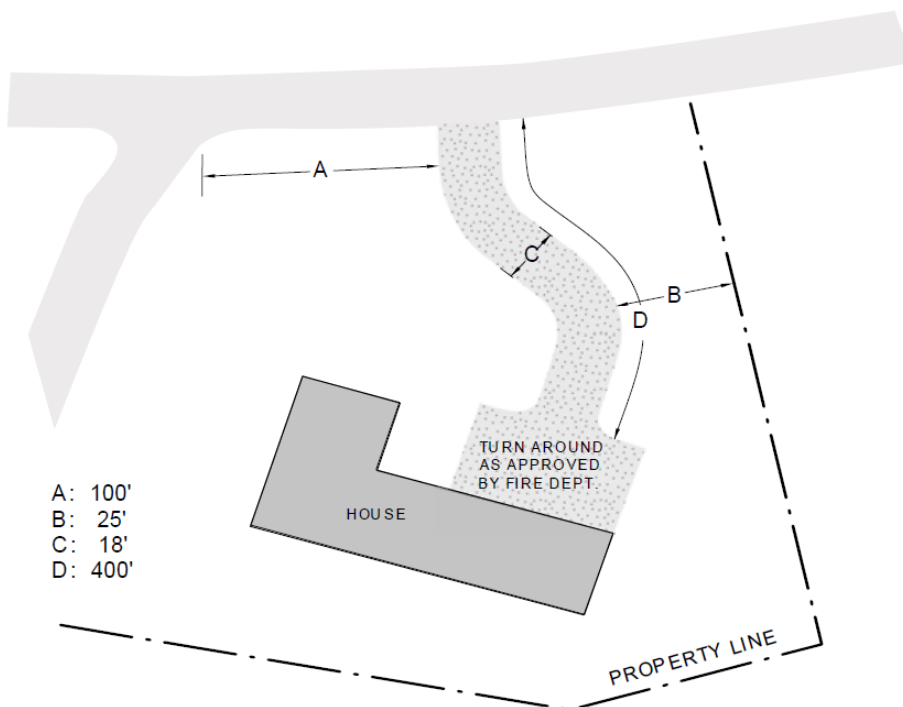 A
C
B
D
TURN AROUND
AS APPROVED
BY FIRE DEPT.
HOUSE
A: 100'
B: 25'
C: 18'
D: 400'
PROPERTY LINE